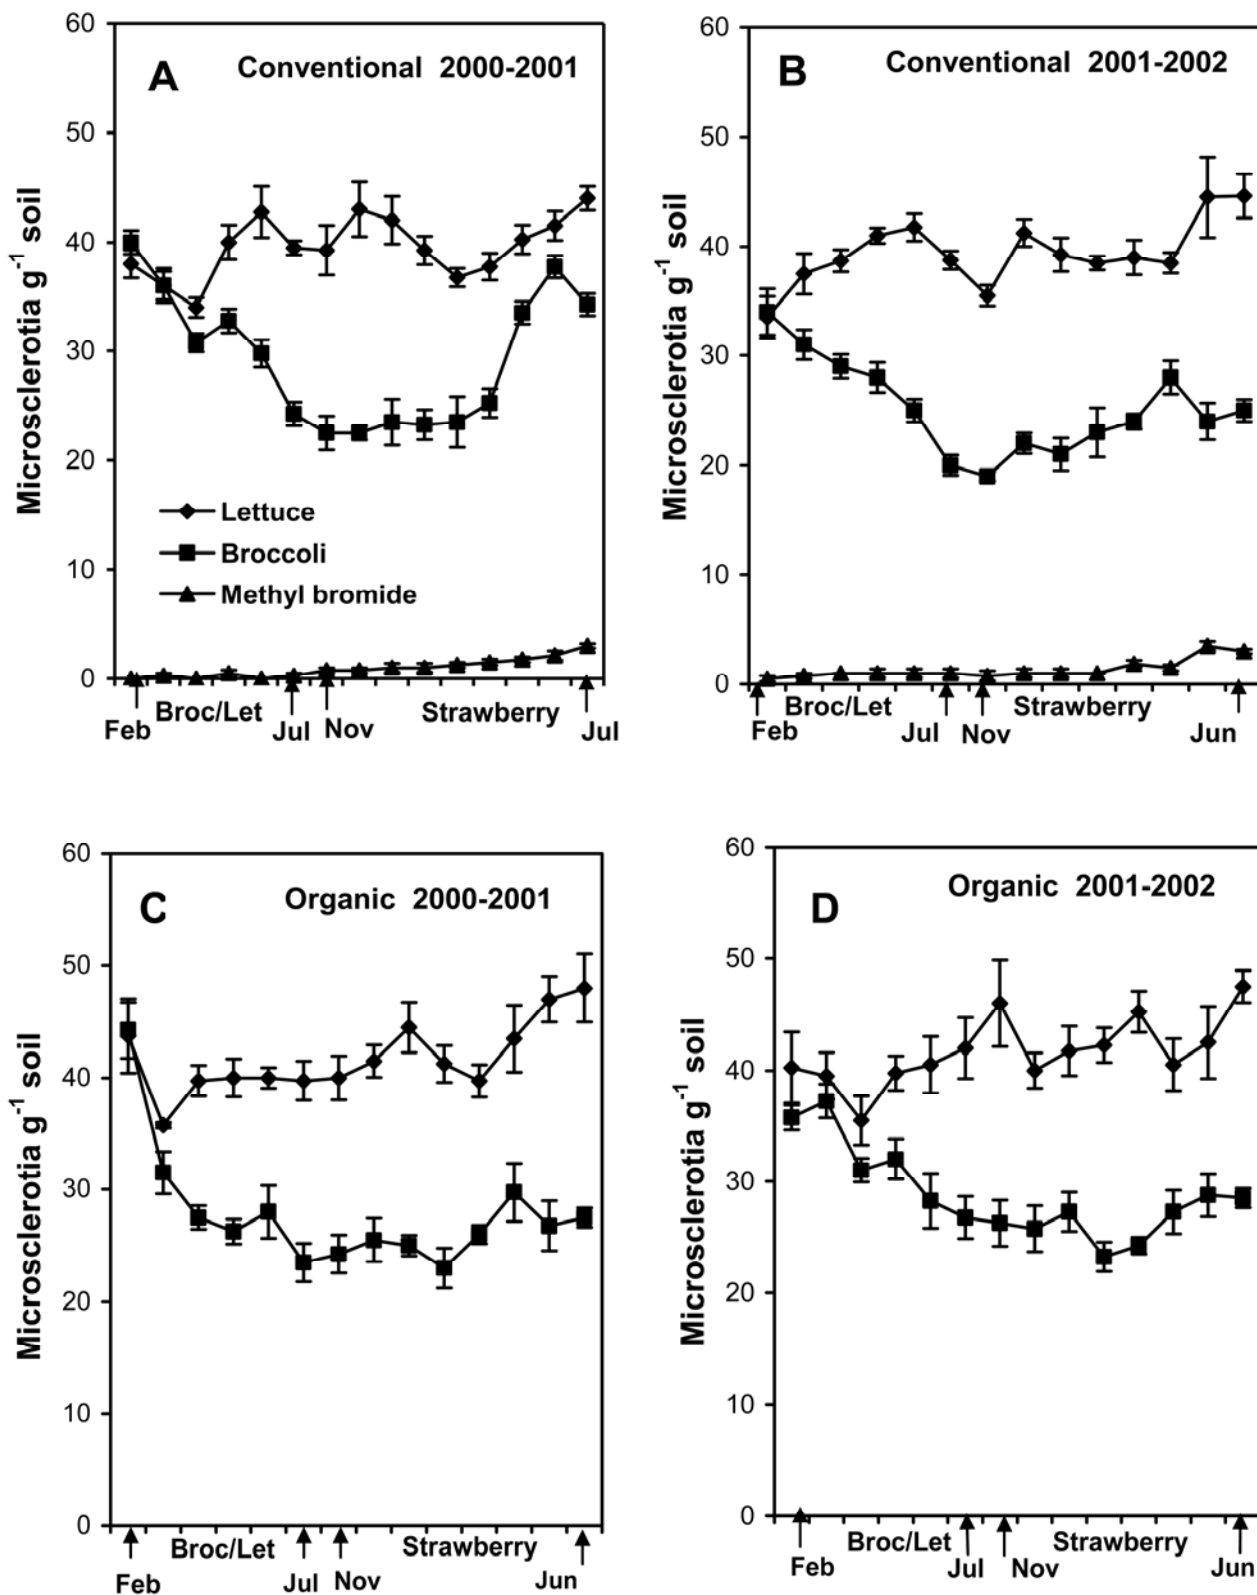 A Conventional 2000-2001
60
50
40
30
20
10
0
Microsclerotia g-1 soil
Lettuce
Broccoli
Methyl bromide
Feb Broc/Let Jul Nov Strawberry Jul
B Conventional 2001-2002
60
50
40
30
20
10
0
Microsclerotia g-1 soil
Feb Broc/Let Jul Nov Strawberry Jun
C Organic 2000-2001
60
50
40
30
20
10
0
Microsclerotia g-1 soil
Feb Broc/Let Jul Nov Strawberry Jun
D Organic 2001-2002
60
50
40
30
20
10
0
Microsclerotia g-1 soil
Feb Broc/Let Jul Nov Strawberry Jun